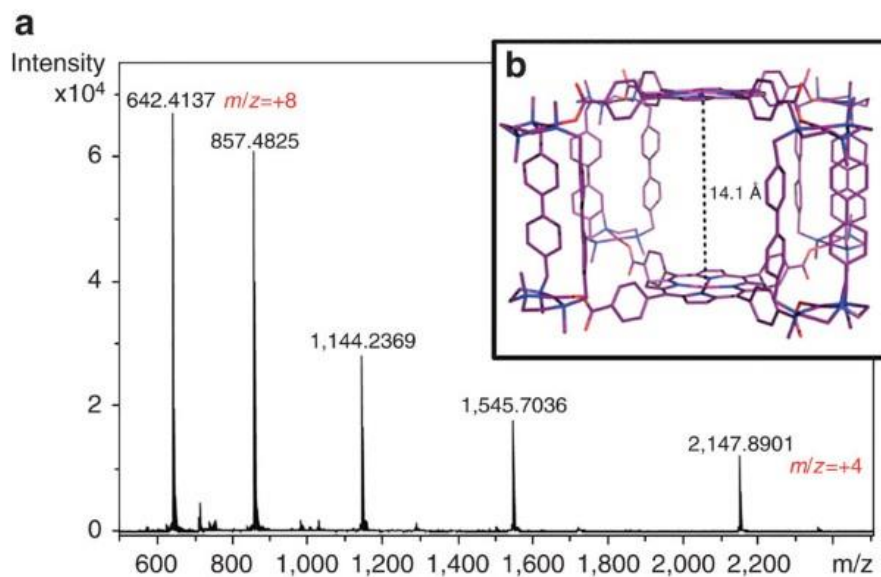 a
Intensity
x10⁴
642.4137 m/z=+8
857.4825
1,144.2369
1,545.7036
2,147.8901
m/z=+4
6
4
2
0
600 800 1,000 1,200 1,400 1,600 1,800 2,000 2,200 m/z
b
14.1 Å